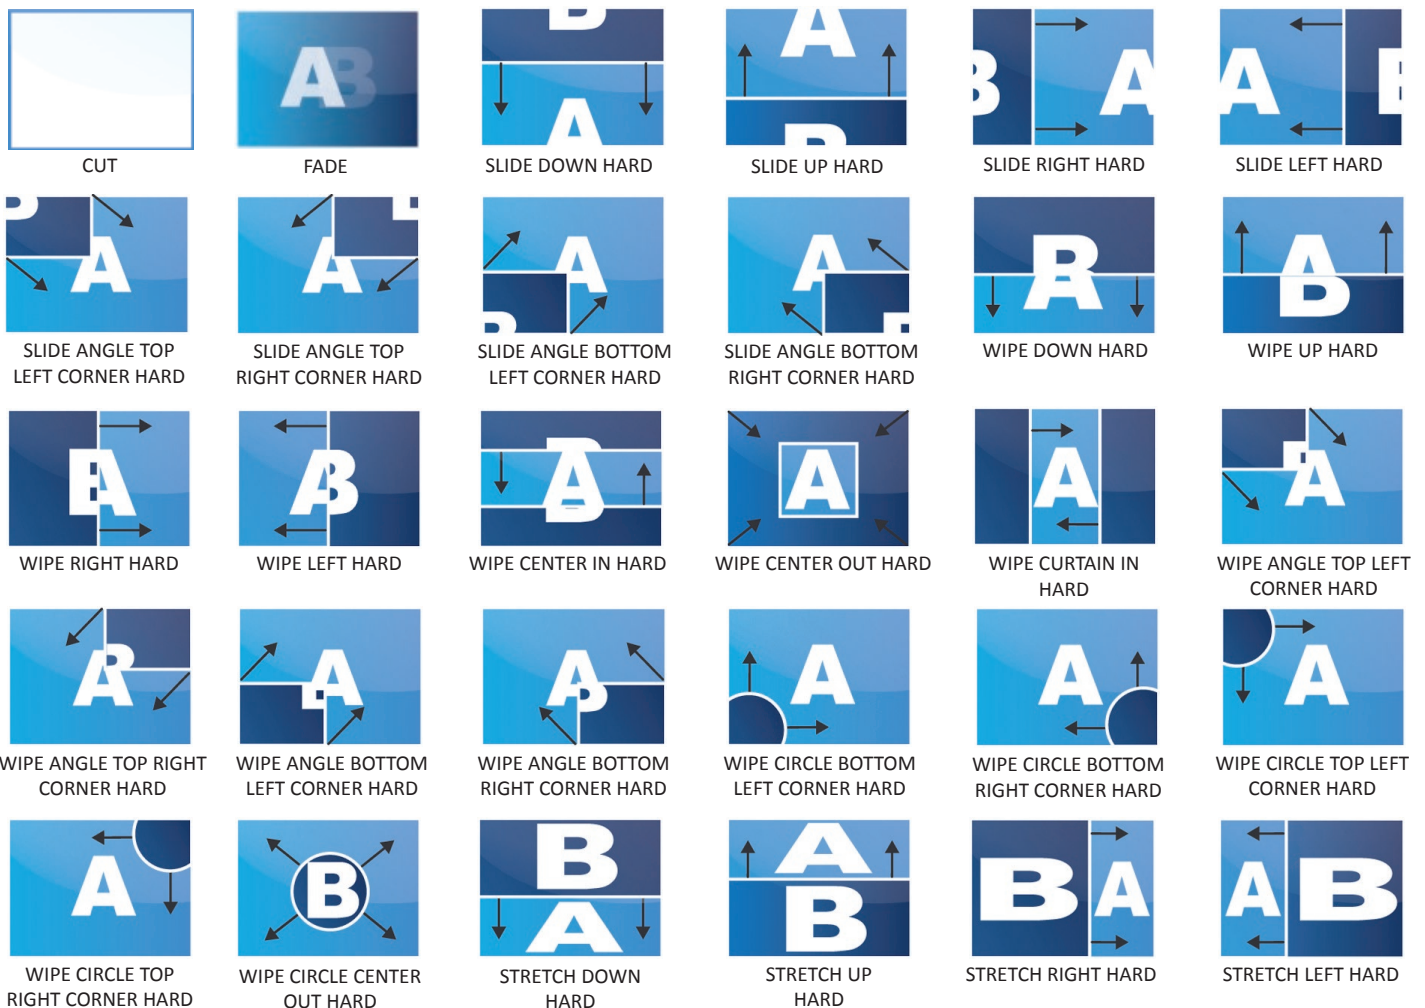 CUT
FADE
SLIDE DOWN HARD
SLIDE UP HARD
SLIDE RIGHT HARD
SLIDE LEFT HARD
SLIDE ANGLE TOP
LEFT CORNER HARD
SLIDE ANGLE TOP
RIGHT CORNER HARD
SLIDE ANGLE BOTTOM
LEFT CORNER HARD
SLIDE ANGLE BOTTOM
RIGHT CORNER HARD
WIPE DOWN HARD
WIPE UP HARD
WIPE RIGHT HARD
WIPE LEFT HARD
WIPE CENTER IN HARD
WIPE CENTER OUT HARD
WIPE CURTAIN IN
HARD
WIPE ANGLE TOP LEFT
CORNER HARD
WIPE ANGLE TOP RIGHT
CORNER HARD
WIPE ANGLE BOTTOM
LEFT CORNER HARD
WIPE ANGLE BOTTOM
RIGHT CORNER HARD
WIPE CIRCLE BOTTOM
LEFT CORNER HARD
WIPE CIRCLE BOTTOM
RIGHT CORNER HARD
WIPE CIRCLE TOP LEFT
CORNER HARD
WIPE CIRCLE TOP
RIGHT CORNER HARD
WIPE CIRCLE CENTER
OUT HARD
STRETCH DOWN
HARD
STRETCH UP
HARD
STRETCH RIGHT HARD
STRETCH LEFT HARD